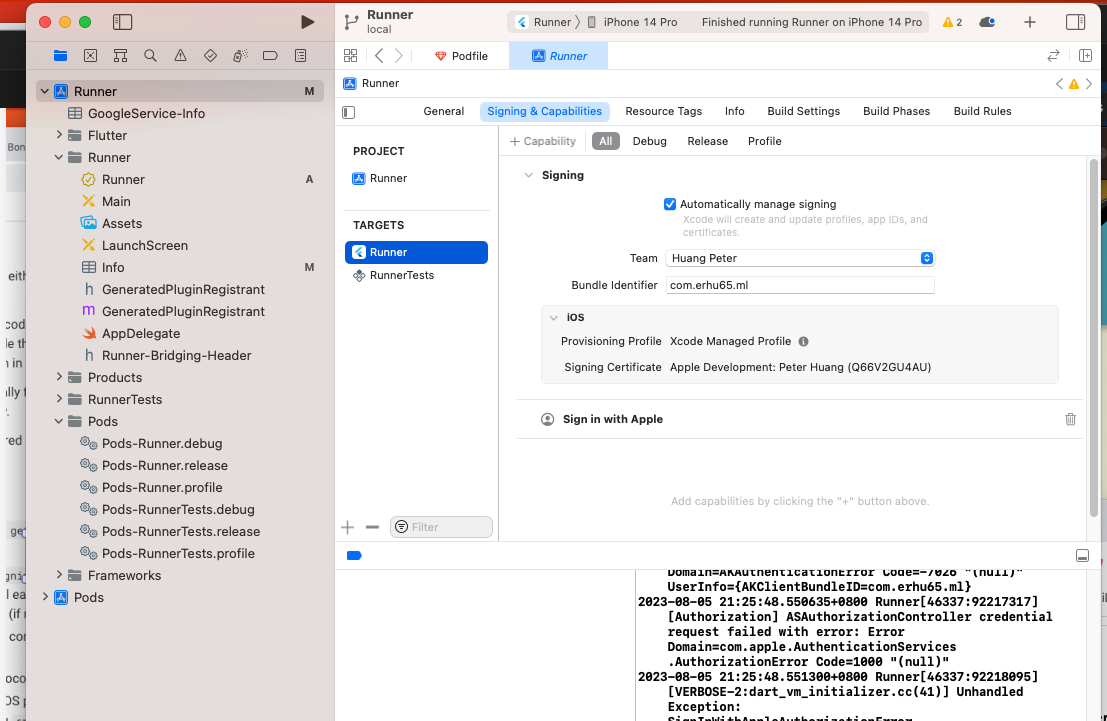 Runner
local
Runner
iPhone 14 Pro
Finished running Runner on iPhone 14 Pro
2
Podfile
Runner
Runner
General
Signing & Capabilities
Resource Tags
Info
Build Settings
Build Phases
Build Rules
Capability
All
Debug
Release
Profile
Runner M
GoogleService-Info
Flutter
Runner
Runner A
Main
Assets
LaunchScreen
Info M
h GeneratedPluginRegistrant
m GeneratedPluginRegistrant
AppDelegate
h Runner-Bridging-Header
Products
RunnerTests
Pods
Pods-Runner.debug
Pods-Runner.release
Pods-Runner.profile
Pods-RunnerTests.debug
Pods-RunnerTests.release
Pods-RunnerTests.profile
Frameworks
Pods
PROJECT
Runner
TARGETS
Runner
RunnerTests
Filter
Signing
Automatically manage signing
Xcode will create and update profiles, app IDs, and
certificates.
Team Huang Peter
Bundle Identifier com.erhu65.ml
iOS
Provisioning Profile Xcode Managed Profile
Signing Certificate Apple Development: Peter Huang (Q66V2GU4AU)
Sign in with Apple
Add capabilities by clicking the "+" button above.
Domain=AKAuthenticationError Code=-7026 "(null)"
UserInfo={AKClientBundleID=com.erhu65.ml}
2023-08-05 21:25:48.550635+0800 Runner[46337:92217317]
[Authorization] ASAuthorizationController credential
request failed with error: Error
Domain=com.apple.AuthenticationServices
.AuthorizationError Code=1000 "(null)"
2023-08-05 21:25:48.551300+0800 Runner[46337:92218095]
[VERBOSE-2:dart_vm_initializer.cc(41)] Unhandled
Exception:
SignInWithAppleAuthorizationError